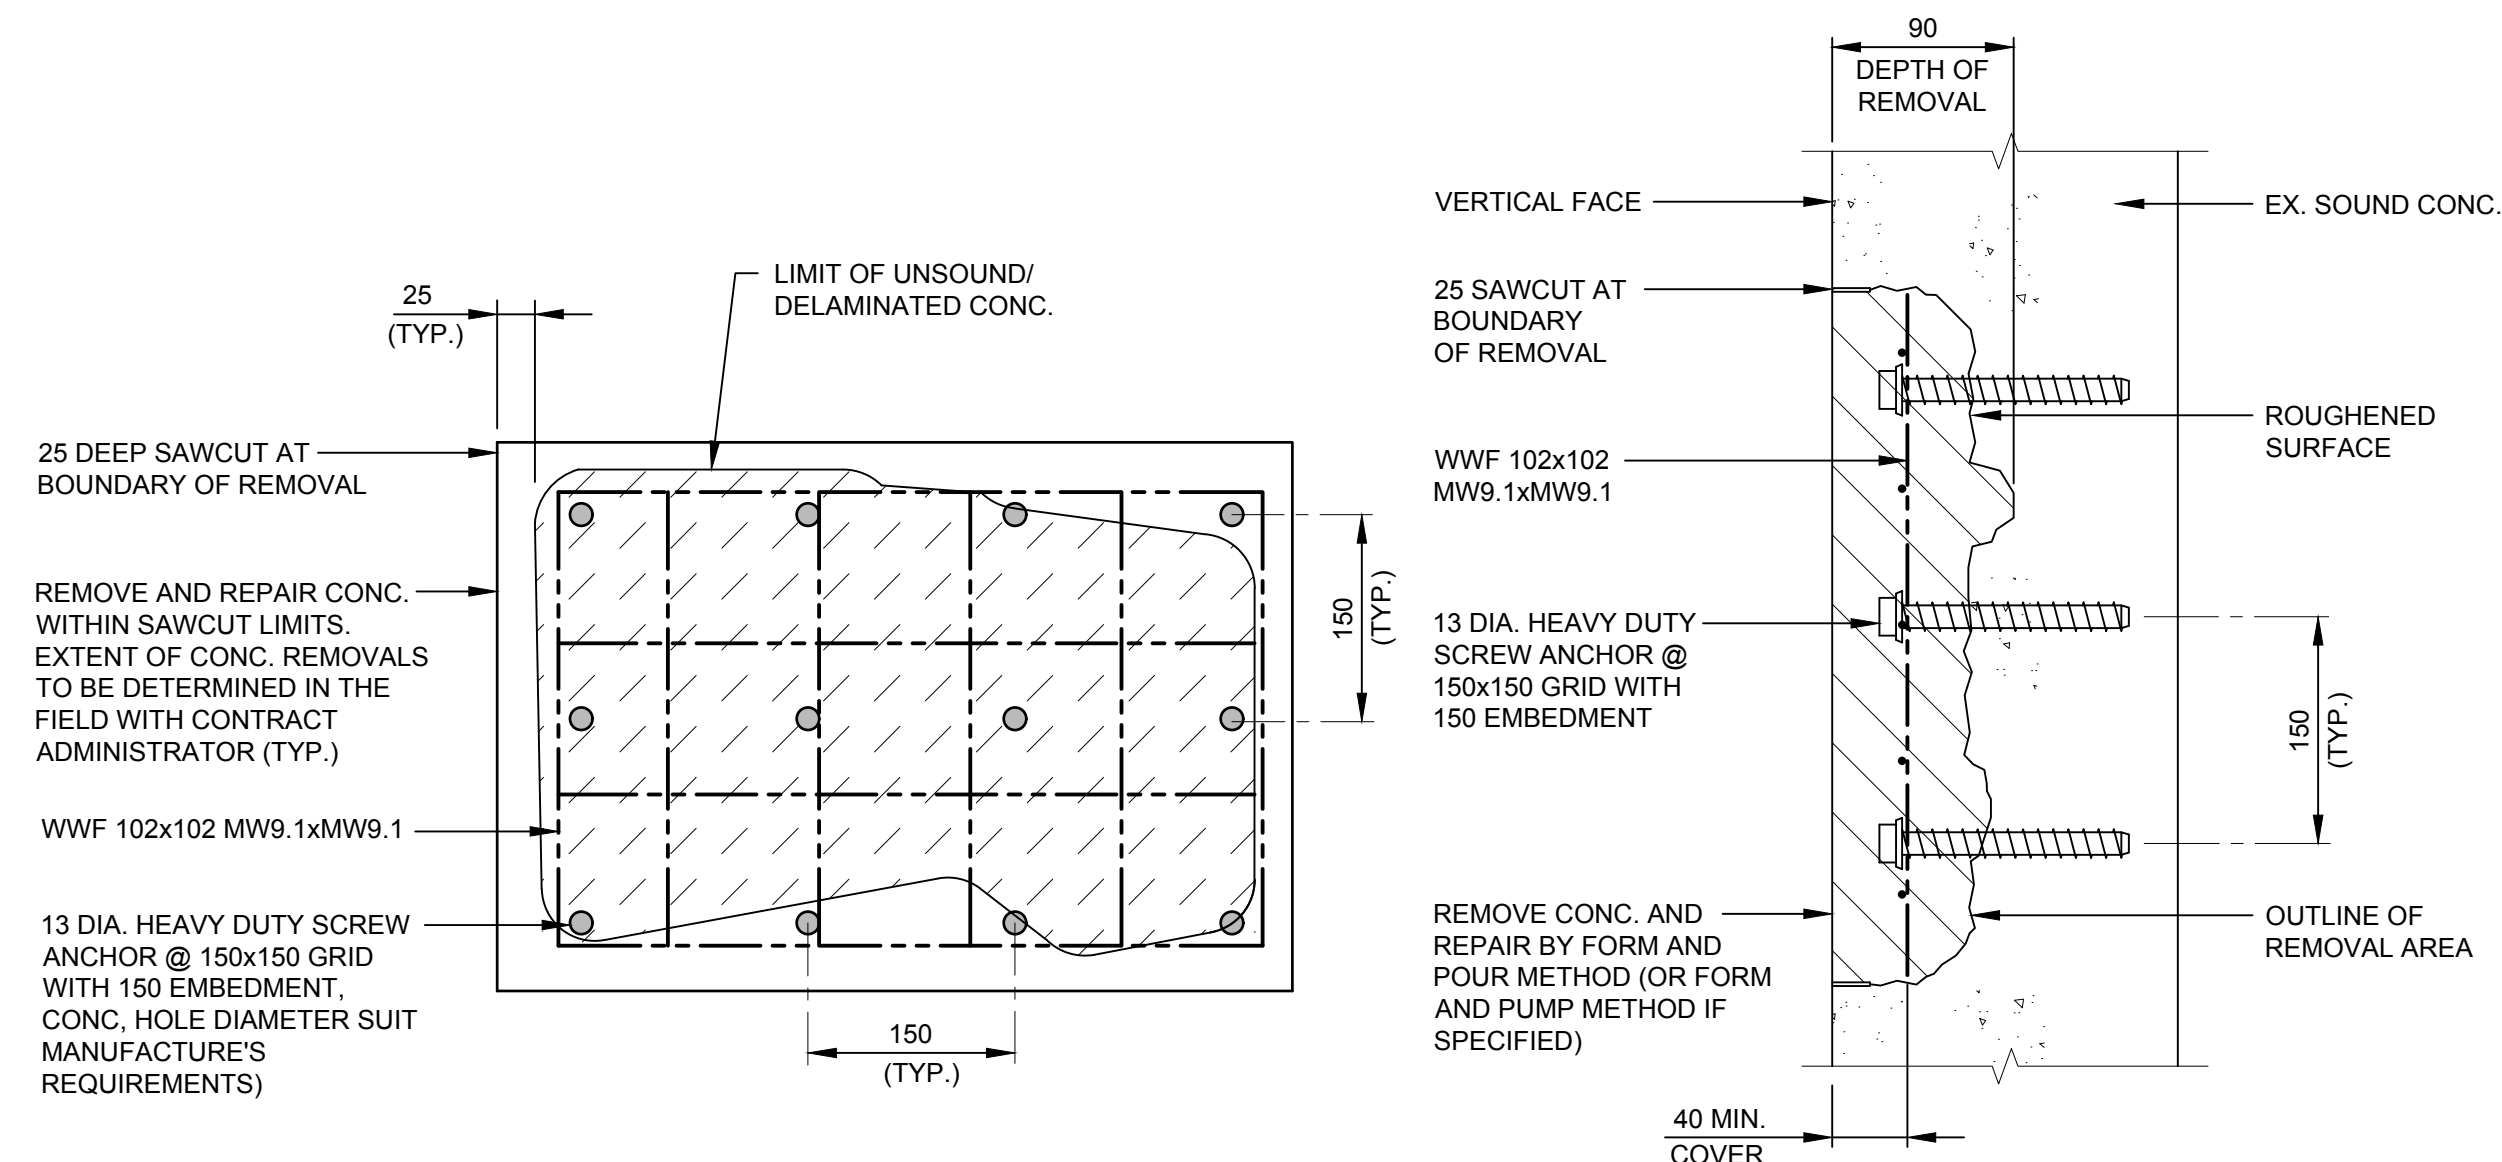 25
(TYP.)
LIMIT OF UNSOUND/
DELAMINATED CONC.
25 DEEP SAWCUT AT
BOUNDARY OF REMOVAL
REMOVE AND REPAIR CONC.
WITHIN SAWCUT LIMITS.
EXTENT OF CONC. REMOVALS
TO BE DETERMINED IN THE
FIELD WITH CONTRACT
ADMINISTRATOR (TYP.)
WWF 102x102 MW9.1xMW9.1
13 DIA. HEAVY DUTY SCREW
ANCHOR @ 150x150 GRID
WITH 150 EMBEDMENT,
CONC, HOLE DIAMETER SUIT
MANUFACTURE'S
REQUIREMENTS)
150
(TYP.)
150
(TYP.)
90
DEPTH OF
REMOVAL
VERTICAL FACE
25 SAWCUT AT
BOUNDARY
OF REMOVAL
WWF 102x102
MW9.1xMW9.1
13 DIA. HEAVY DUTY
SCREW ANCHOR @
150x150 GRID WITH
150 EMBEDMENT
REMOVE CONC. AND
REPAIR BY FORM AND
POUR METHOD (OR FORM
AND PUMP METHOD IF
SPECIFIED)
40 MIN.
COVER
EX. SOUND CONC.
ROUGHENED
SURFACE
150
(TYP.)
OUTLINE OF
REMOVAL AREA